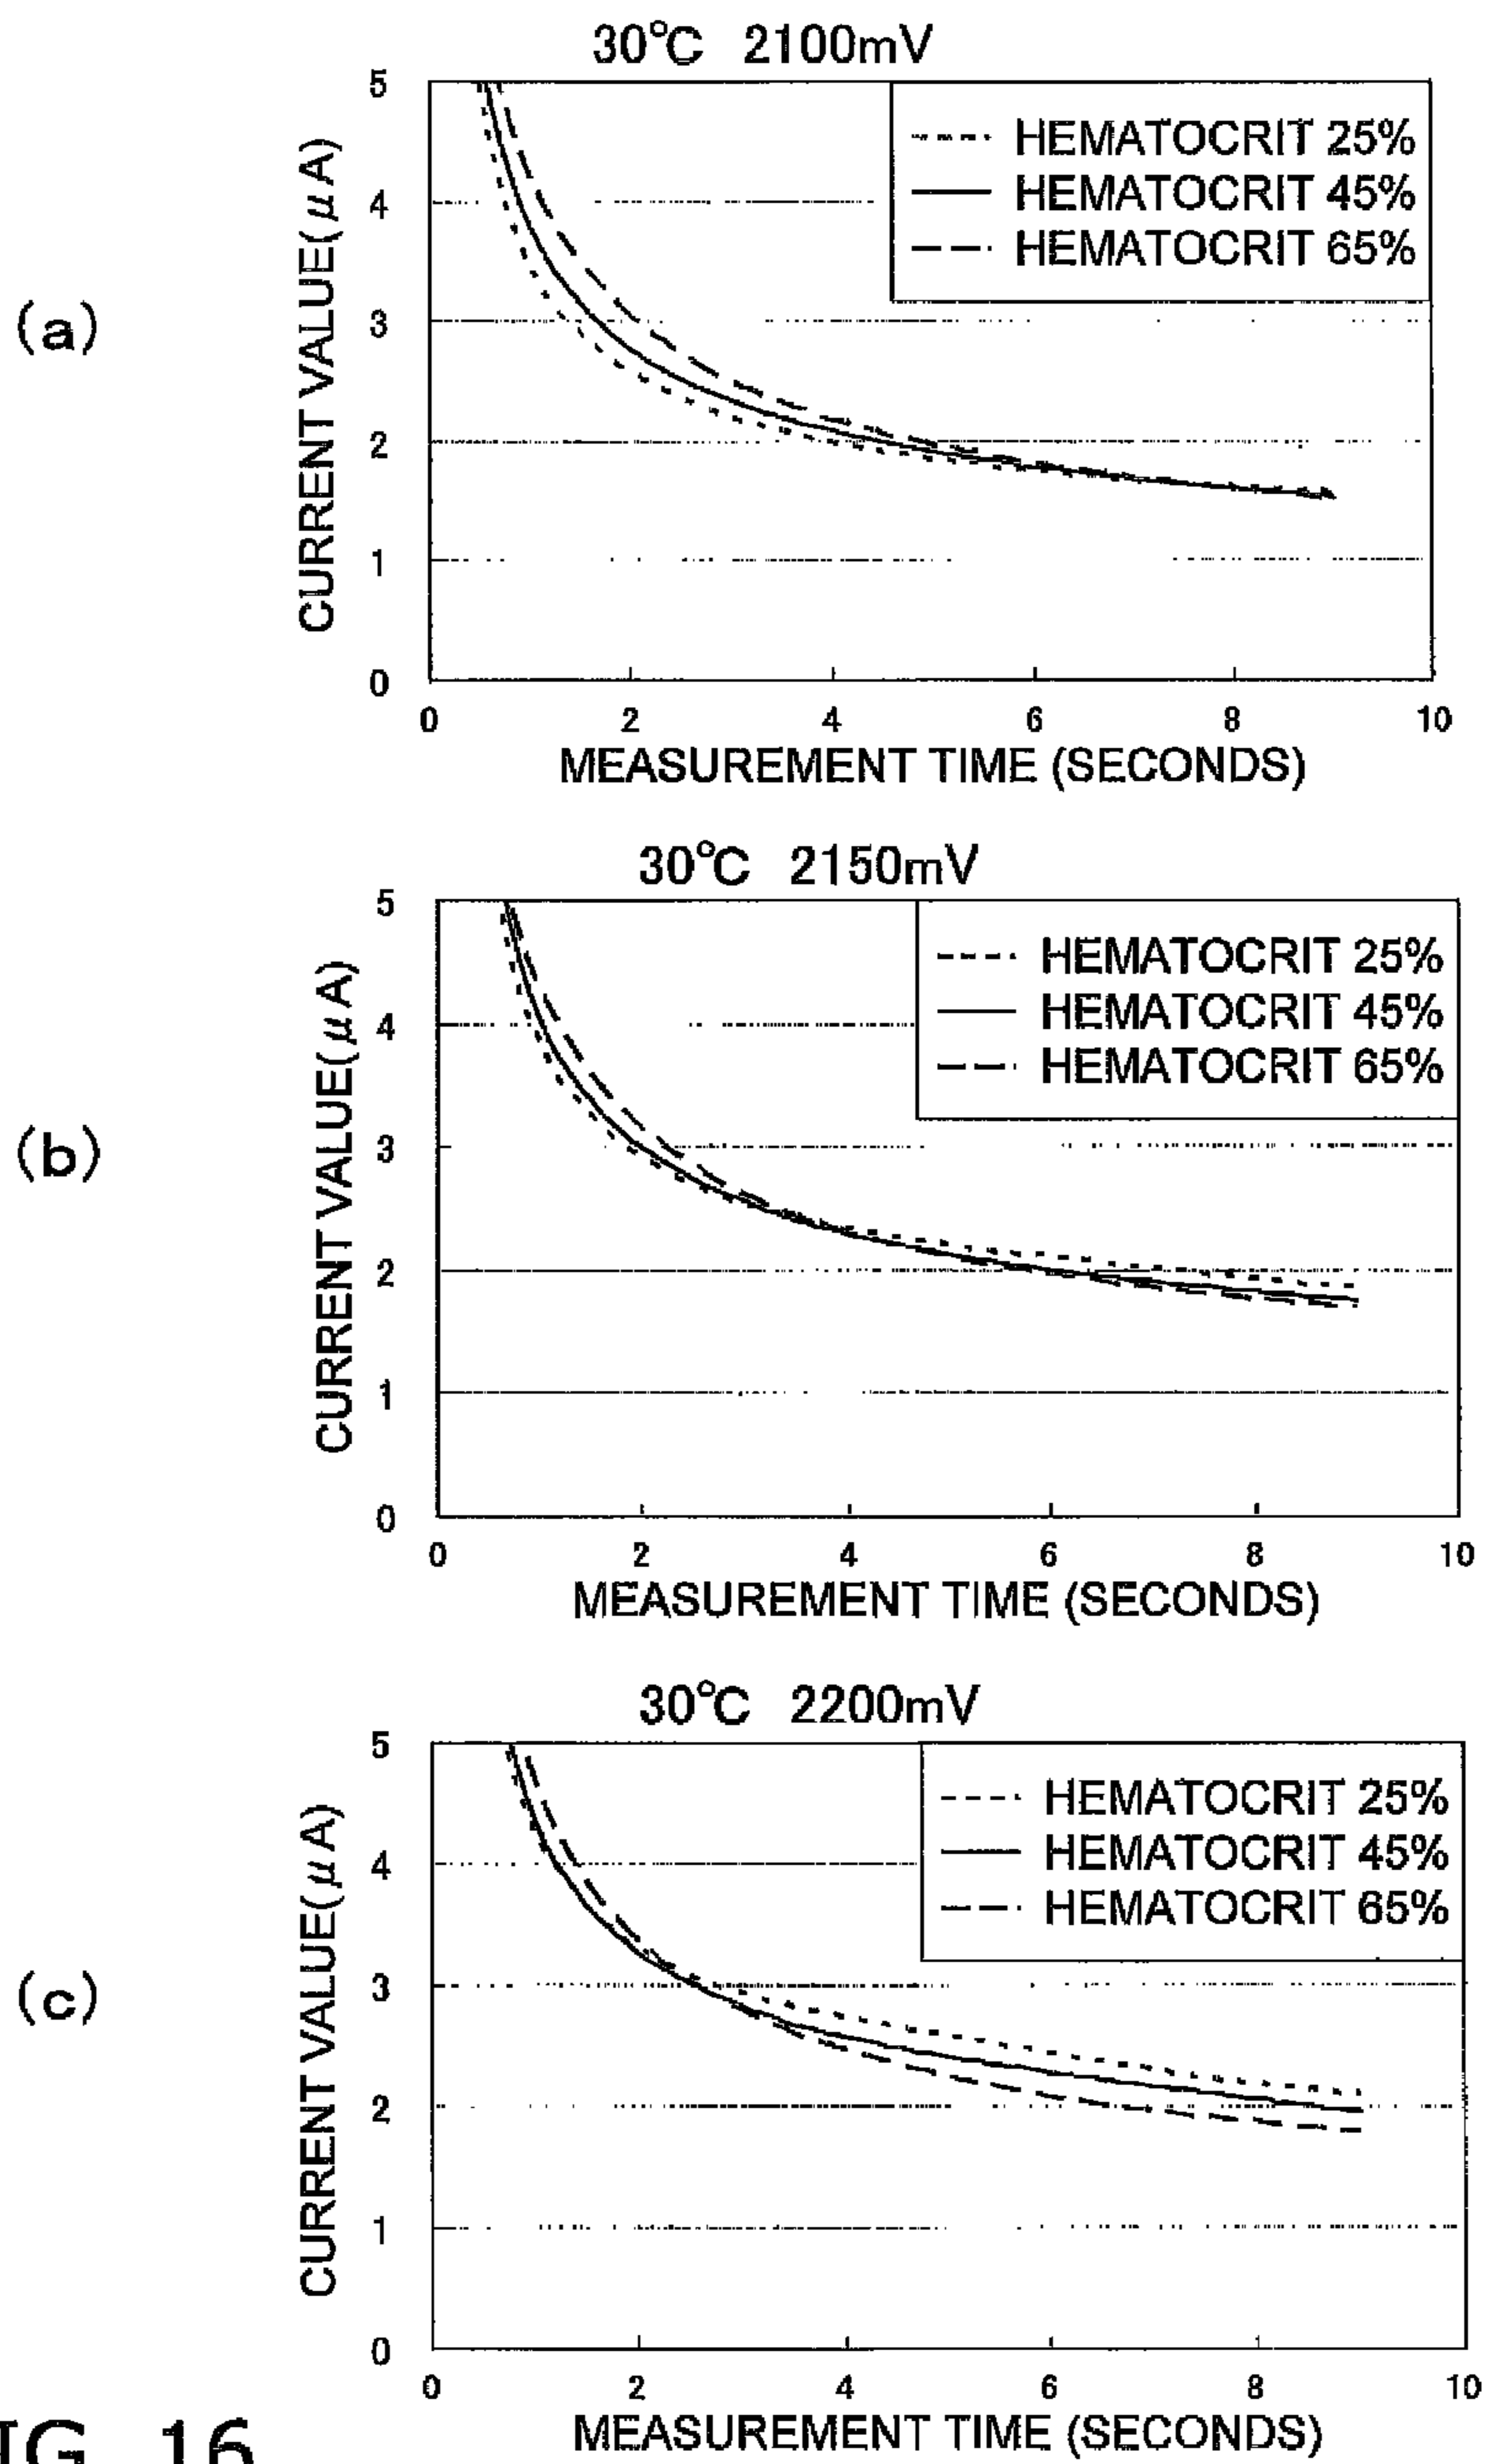 (a)
30℃ 2100mV
CURRENT VALUE(μA)
5
4
3
2
1
0
HEMATOCRIT 25%
HEMATOCRIT 45%
HEMATOCRIT 65%
0 2 4 6 8 10
MEASUREMENT TIME (SECONDS)
(b)
30℃ 2150mV
CURRENT VALUE(μA)
5
4
3
2
1
0
HEMATOCRIT 25%
HEMATOCRIT 45%
HEMATOCRIT 65%
0 2 4 6 8 10
MEASUREMENT TIME (SECONDS)
(c)
30℃ 2200mV
CURRENT VALUE(μA)
5
4
3
2
1
0
HEMATOCRIT 25%
HEMATOCRIT 45%
HEMATOCRIT 65%
0 2 4 6 8 10
MEASUREMENT TIME (SECONDS)
IG. 16